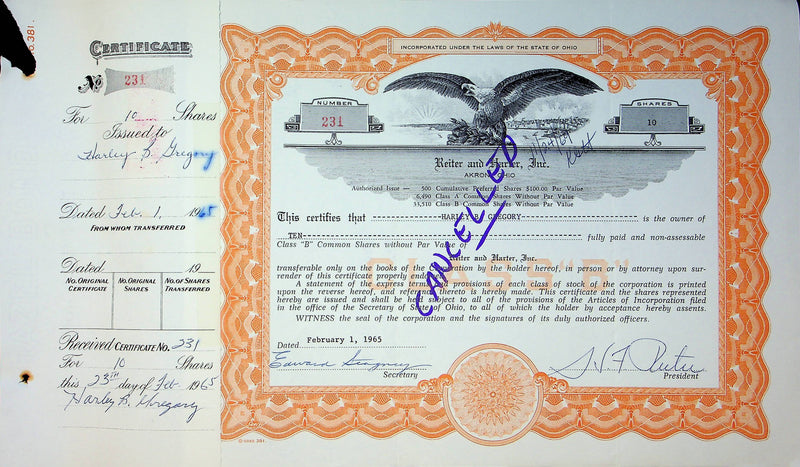 No. 381.
CERTIFICATE
No 231
For 10 Shares
Issued to
Harley B. Gregory
Dated Feb. 1, 1965
FROM WHOM TRANSFERRED
Dated 19
NO. ORIGINAL CERTIFICATE
NO. ORIGINAL SHARES
NO. OF SHARES TRANSFERRED
Received CERTIFICATE NO. 231
For 10 Shares
this 23TH day of Feb 1965
Harley B. Gregory
INCORPORATED UNDER THE LAWS OF THE STATE OF OHIO
NUMBER
231
SHARES
10
Reiter and Harter, Inc.
AKRON, OHIO
Authorized Issue — 500 Cumulative Preferred Shares $100.00 Par Value
6,490 Class A Common Shares Without Par Value
33,510 Class B Common Shares Without Par Value
CANCELLED
This certifies that HARLEY B. GREGORY is the owner of
TEN fully paid and non-assessable
Class "B" Common Shares without Par Value of
Reiter and Harter, Inc.
CLASS "B"
transferable only on the books of the Corporation by the holder hereof, in person or by attorney upon surrender of this certificate properly endorsed.
A statement of the express terms and provisions of each class of stock of the corporation is printed
upon the reverse hereof, and reference thereto is hereby made. This certificate and the shares represented
hereby are issued and shall be held subject to all of the provisions of the Articles of Incorporation filed
in the office of the Secretary of State of Ohio, to all of which the holder by acceptance hereby assents.
WITNESS the seal of the corporation and the signatures of its duly authorized officers.
Dated February 1, 1965
Secretary
President